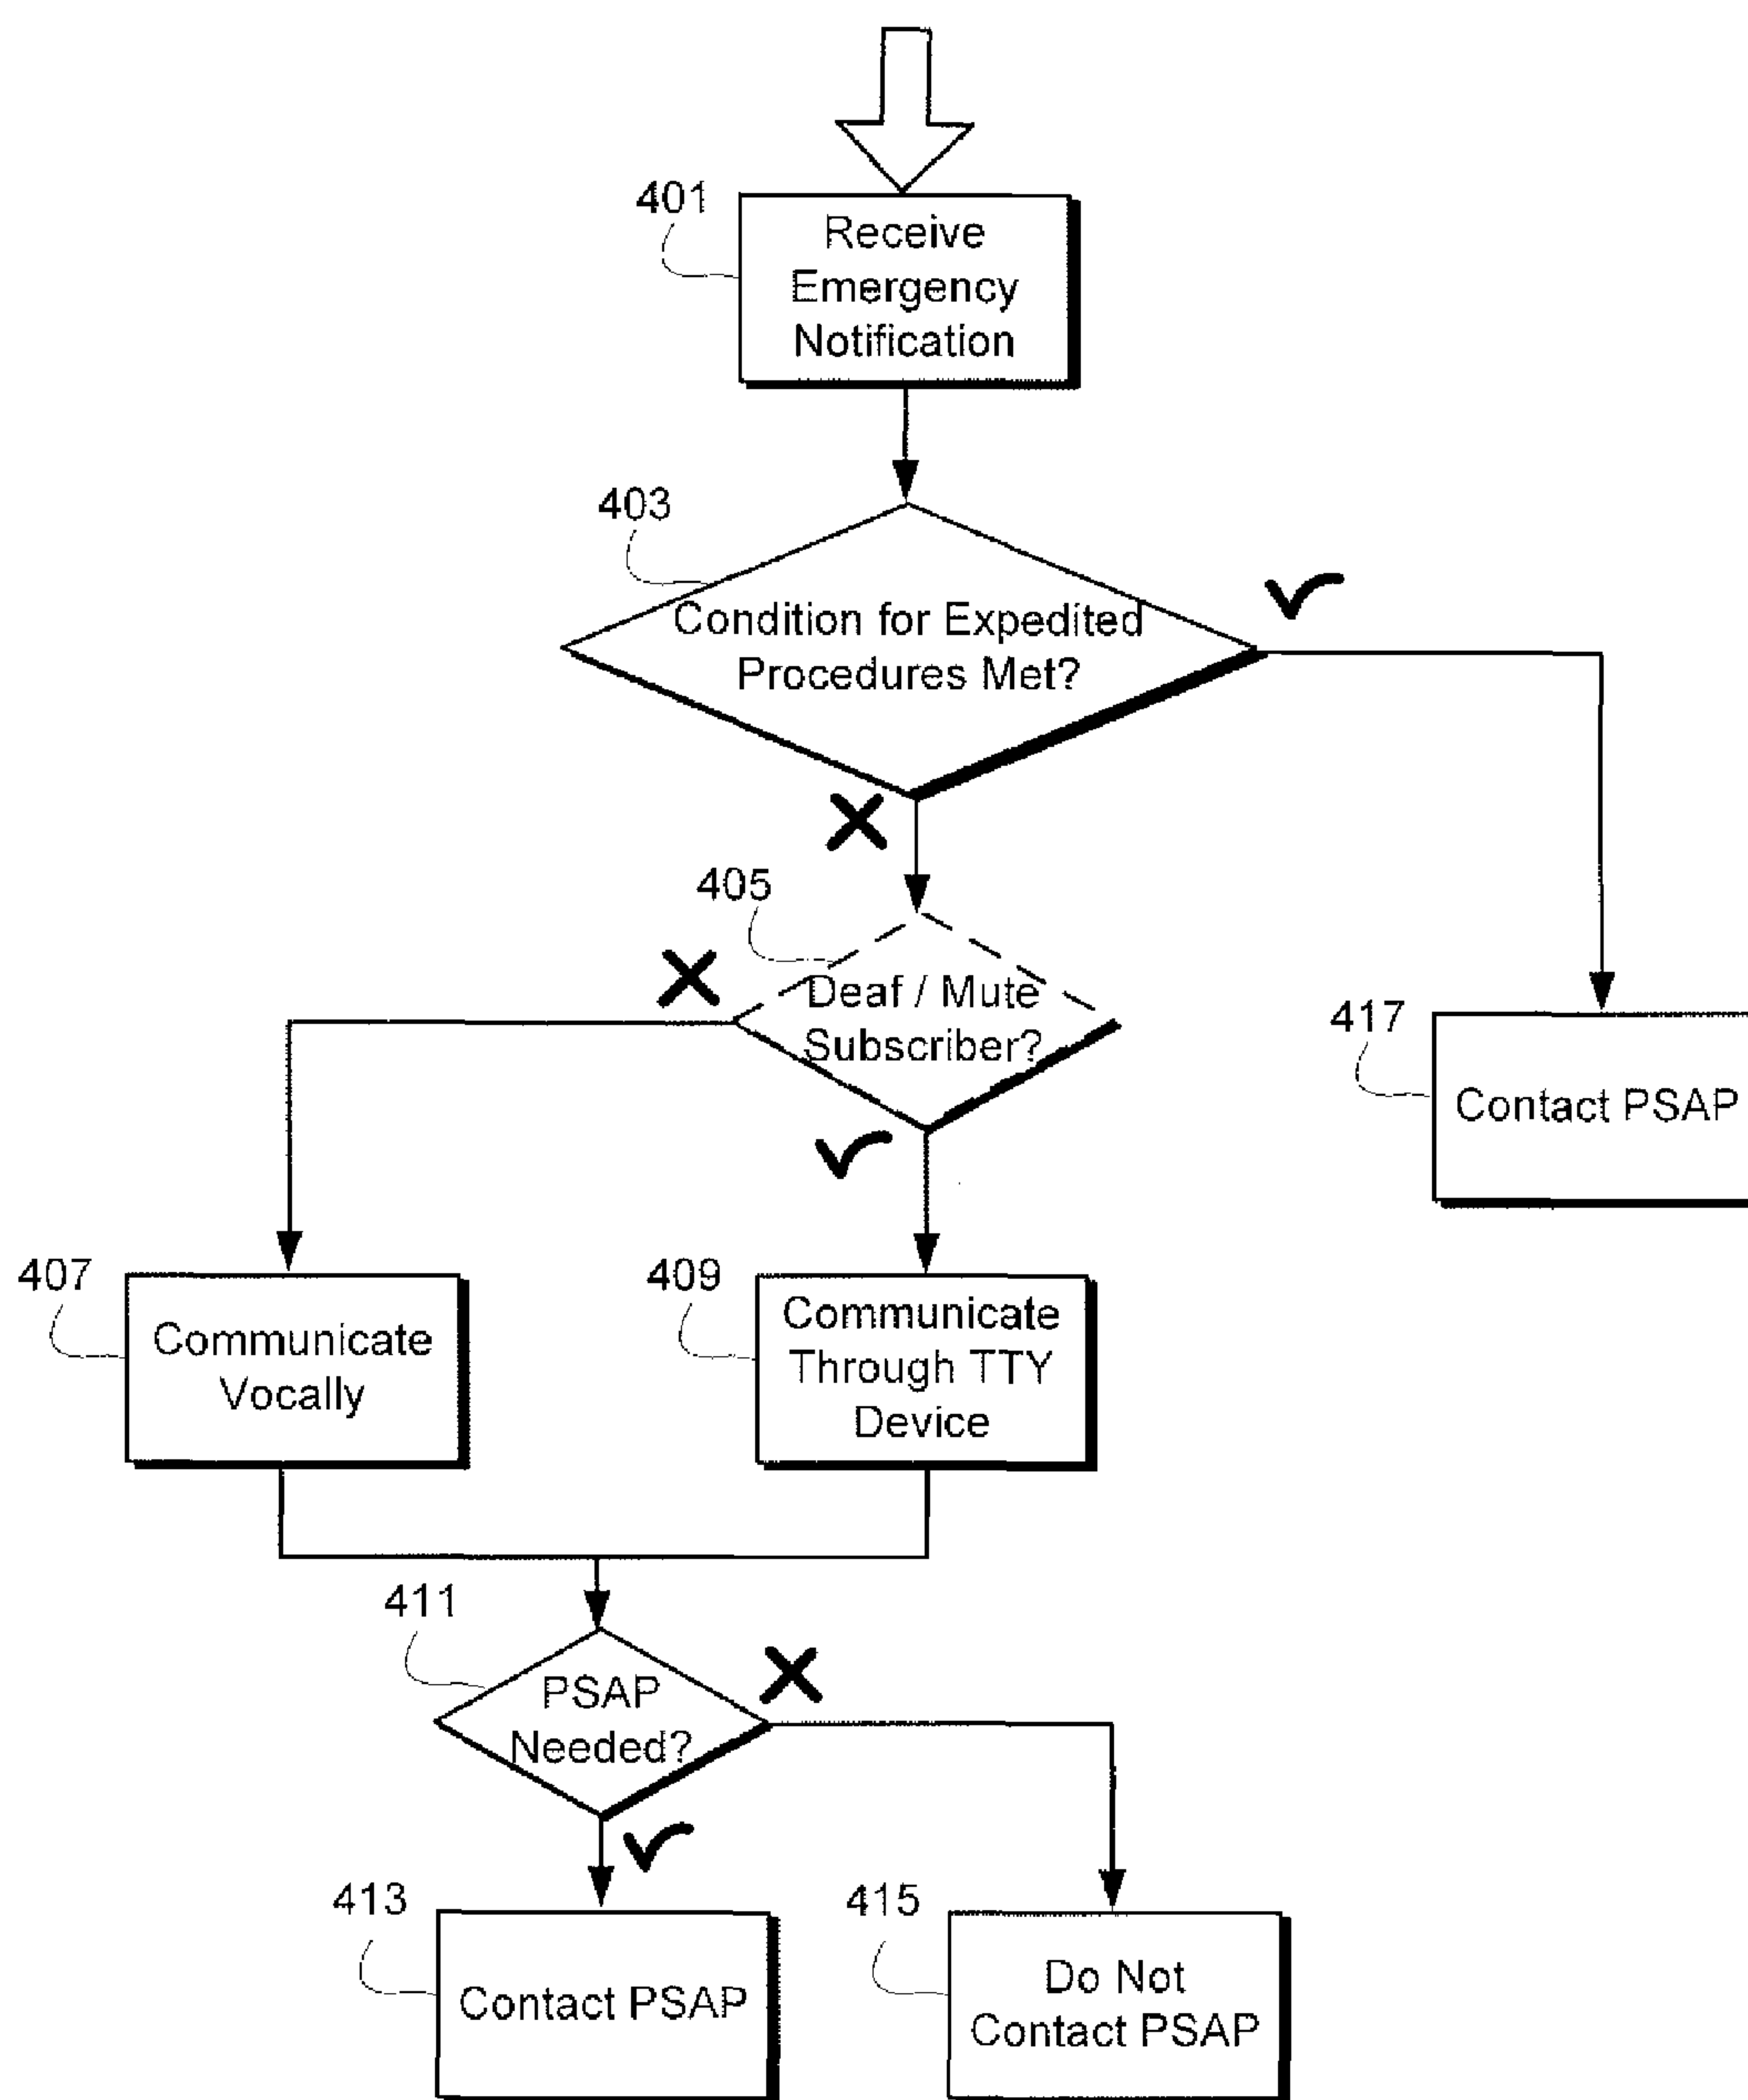 401
Receive
Emergency
Notification
403
Condition for Expedited
Procedures Met?
405
Deaf / Mute
Subscriber?
417
Contact PSAP
407
Communicate
Vocally
409
Communicate
Through TTY
Device
411
PSAP
Needed?
413
Contact PSAP
415
Do Not
Contact PSAP